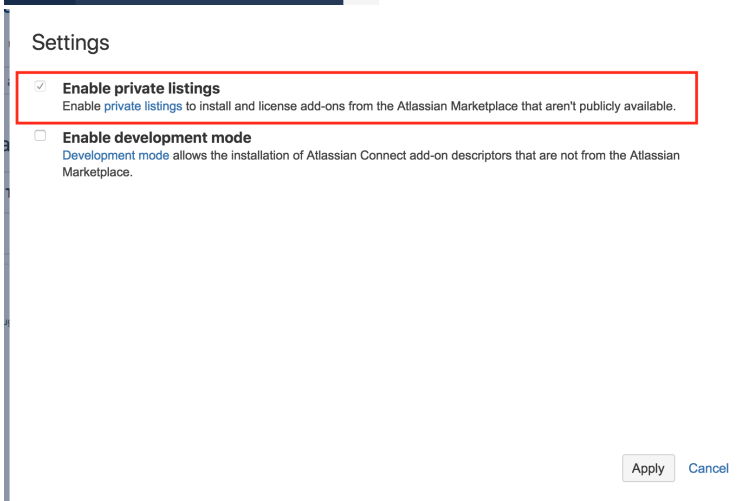 Settings
Enable private listings
Enable private listings to install and license add-ons from the Atlassian Marketplace that aren't publicly available.
Enable development mode
Development mode allows the installation of Atlassian Connect add-on descriptors that are not from the Atlassian
Marketplace.
Apply Cancel